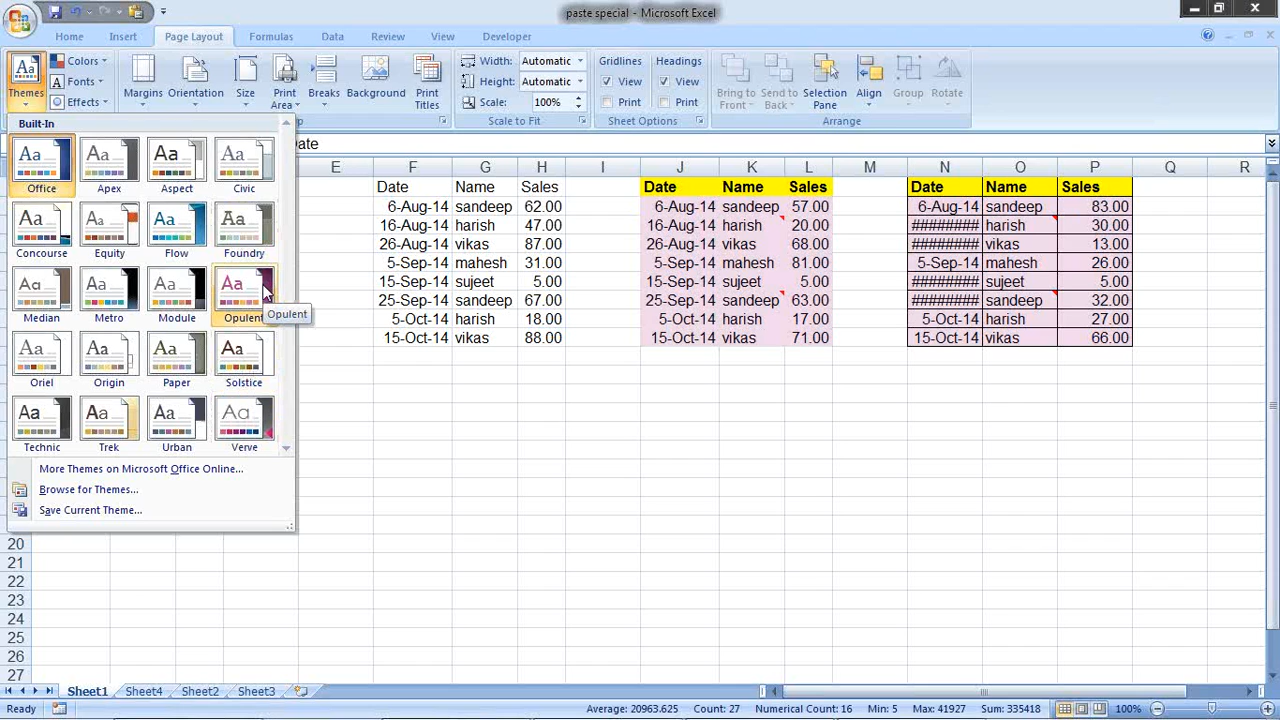 paste special - Microsoft Excel
Home Insert Page Layout Formulas Data Review View Developer
Themes Colors Fonts Effects
Margins Orientation Size Print Area Breaks Background Print Titles
Width: Automatic
Height: Automatic
Scale: 100%
Scale to Fit
Gridlines Headings
View View
Print Print
Sheet Options
Bring to Front Send to Back Selection Pane Align Group Rotate
Arrange
Built-In
Office Apex Aspect Civic
Concourse Equity Flow Foundry
Median Metro Module Opulent
Opulent
Oriel Origin Paper Solstice
Technic Trek Urban Verve
More Themes on Microsoft Office Online...
Browse for Themes...
Save Current Theme...
E F G H I J K L M N O P Q R
Date Name Sales Date Name Sales Date Name Sales
6-Aug-14 sandeep 62.00 6-Aug-14 sandeep 57.00 6-Aug-14 sandeep 83.00
16-Aug-14 harish 47.00 16-Aug-14 harish 20.00 ######## harish 30.00
26-Aug-14 vikas 87.00 26-Aug-14 vikas 68.00 ######## vikas 13.00
5-Sep-14 mahesh 31.00 5-Sep-14 mahesh 81.00 5-Sep-14 mahesh 26.00
15-Sep-14 sujeet 5.00 15-Sep-14 sujeet 5.00 ######## sujeet 5.00
25-Sep-14 sandeep 67.00 25-Sep-14 sandeep 63.00 ######## sandeep 32.00
5-Oct-14 harish 18.00 5-Oct-14 harish 17.00 5-Oct-14 harish 27.00
15-Oct-14 vikas 88.00 15-Oct-14 vikas 71.00 15-Oct-14 vikas 66.00
20
21
22
23
24
25
26
27
Sheet1 Sheet4 Sheet2 Sheet3
Ready Average: 20963.625 Count: 27 Numerical Count: 16 Min: 5 Max: 41927 Sum: 335418 100%